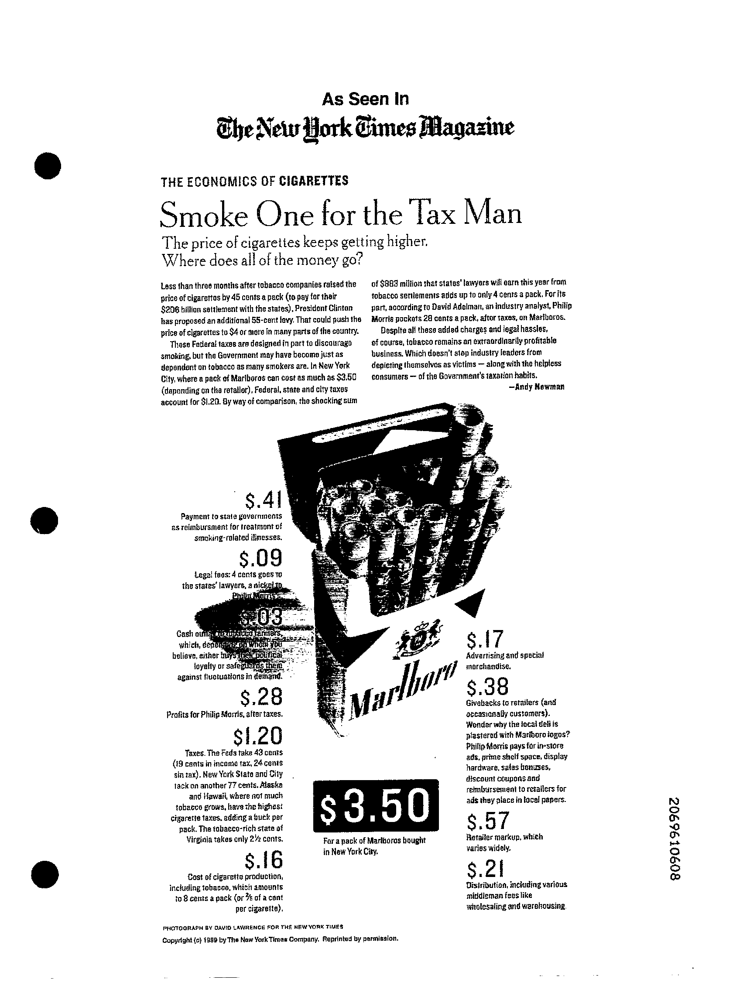 As Seen In
The New York Times Magazine
THE ECONOMICS OF CIGARETTES
Smoke One for the Tax Man
The price of cigarettes keeps getting higher.
Where does all of the money go?
Less than three months after tobacco companies raised the
price of cigarettes by 45 cents a pack (to pay for their
$206 billion settlement with the states), President Clinton
has proposed an additional 55-cent levy. That could push the
price of cigarettes to $4 or more in many parts of the country.
These Federal taxes are designed in part to discourage
smoking, but the Government may have become just as
dependent on tobacco as many smokers are. In New York
City, where a pack of Marlboros can cost as much as $3.50
(depending on the retailer), Federal, state and city taxes
account for $1.20. By way of comparison, the shocking sum
of $883 million that states' lawyers will earn this year from
tobacco settlements adds up to only 4 cents a pack. For its
part, according to David Adelman, an industry analyst, Philip
Morris pockets 28 cents a pack, after taxes, on Marlboros.
Despite all these added charges and legal hassles,
of course, tobacco remains an extraordinarily profitable
business. Which doesn't stop industry leaders from
depicting themselves as victims — along with the helpless
consumers — of the Government's taxation habits.
—Andy Newman
$.41
Payment to state governments
as reimbursment for treatment of
smoking-related illnesses.
$.09
Legal fees: 4 cents goes to
the states' lawyers, a nickel to
Philip Morris's
$.03
Cash to tobacco farmers,
which, depending on whom you
believe, either buys their political
loyalty or safeguards them
against fluctuations in demand.
$.28
Profits for Philip Morris, after taxes.
$1.20
Taxes. The Feds take 43 cents
(19 cents in income tax, 24 cents
sin tax). New York State and City
tack on another 77 cents. Alaska
and Hawaii, where not much
tobacco grows, have the highest
cigarette taxes, adding a buck per
pack. The tobacco-rich state of
Virginia takes only 2½ cents.
$.16
Cost of cigarette production,
including tobacco, which amounts
to 8 cents a pack (or ⅖ of a cent
per cigarette).
Marlboro
$3.50
For a pack of Marlboros bought
in New York City.
$.17
Advertising and special
merchandise.
$.38
Givebacks to retailers (and
occasionally customers).
Wonder why the local deli is
plastered with Marlboro logos?
Philip Morris pays for in-store
ads, prime shelf space, display
hardware, sales bonuses,
discount coupons and
reimbursement to retailers for
ads they place in local papers.
$.57
Retailer markup, which
varies widely.
$.21
Distribution, including various
middleman fees like
wholesaling and warehousing.
PHOTOGRAPH BY DAVID LAWRENCE FOR THE NEW YORK TIMES
Copyright (c) 1999 by The New York Times Company. Reprinted by permission.
2069610608